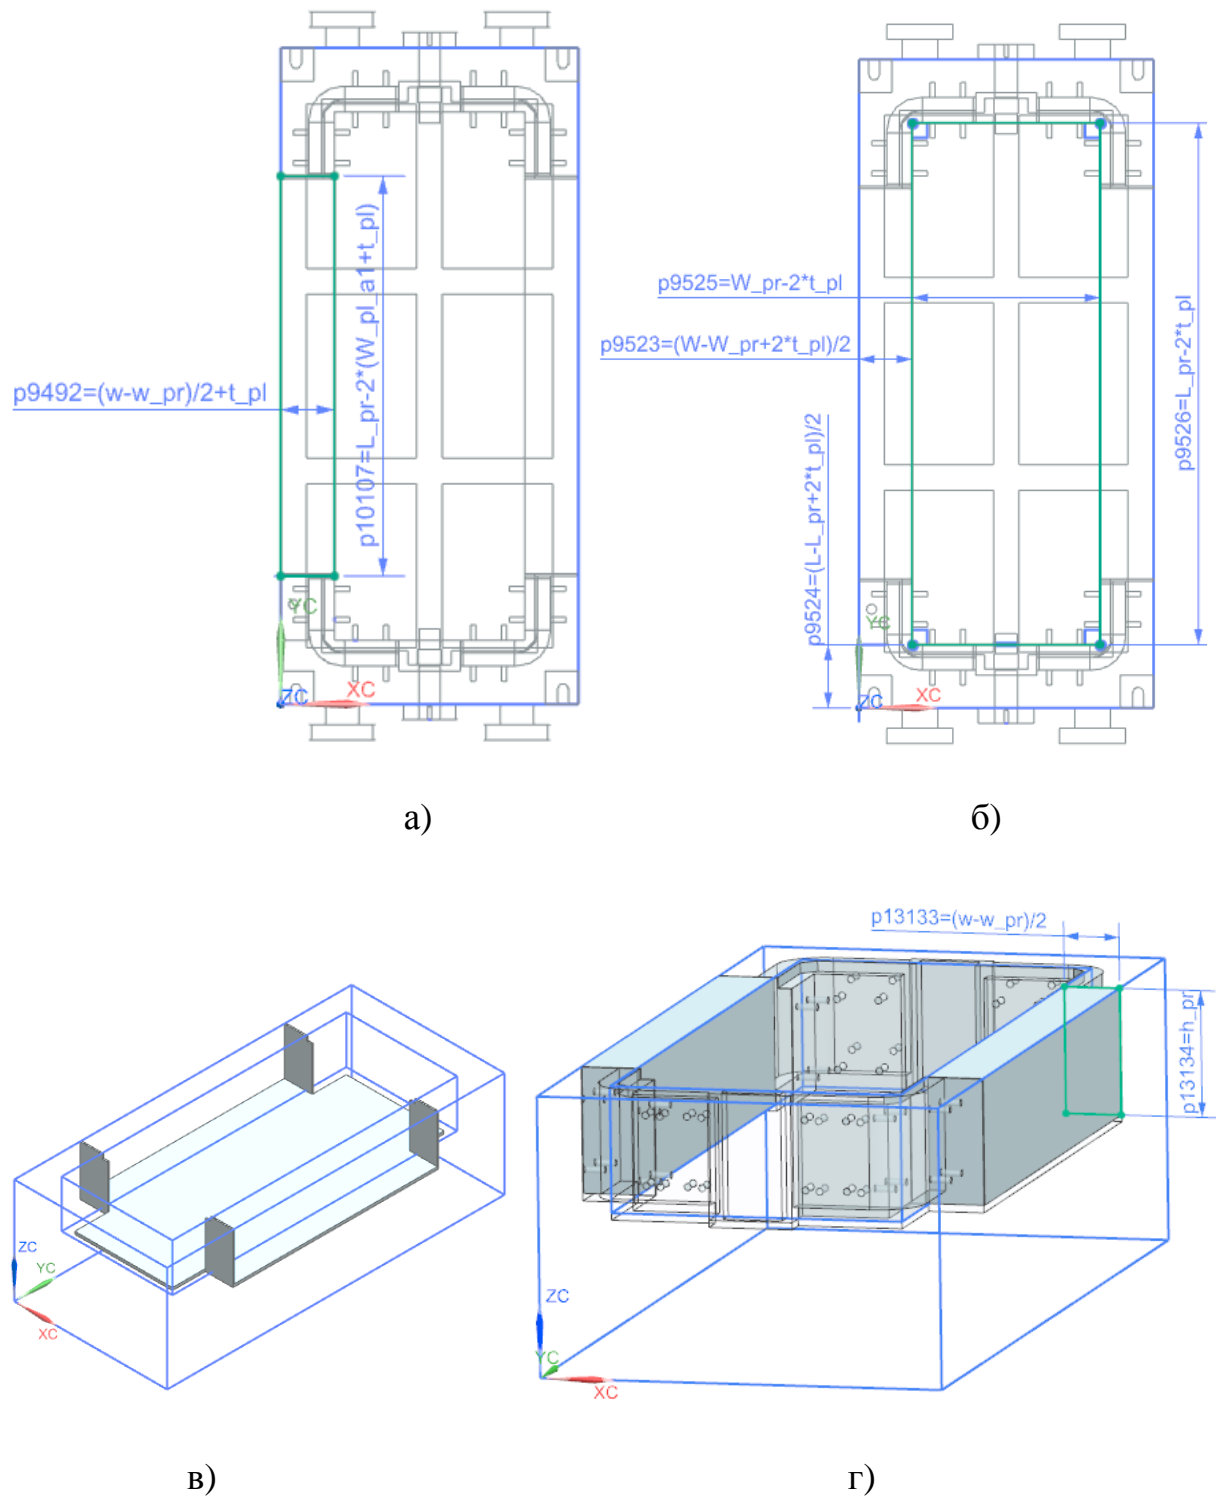 p9492=(w-w_pr)/2+t_pl
p10107=L_pr-2*(W_pl_a1+t_pl)
YC
ZC
XC
а)
p9525=W_pr-2*t_pl
p9523=(W-W_pr+2*t_pl)/2
p9524=(L-L_pr+2*t_pl)/2
p9526=L_pr-2*t_pl
YC
ZC
XC
б)
ZC
YC
XC
в)
p13133=(w-w_pr)/2
p13134=h_pr
ZC
YC
XC
г)